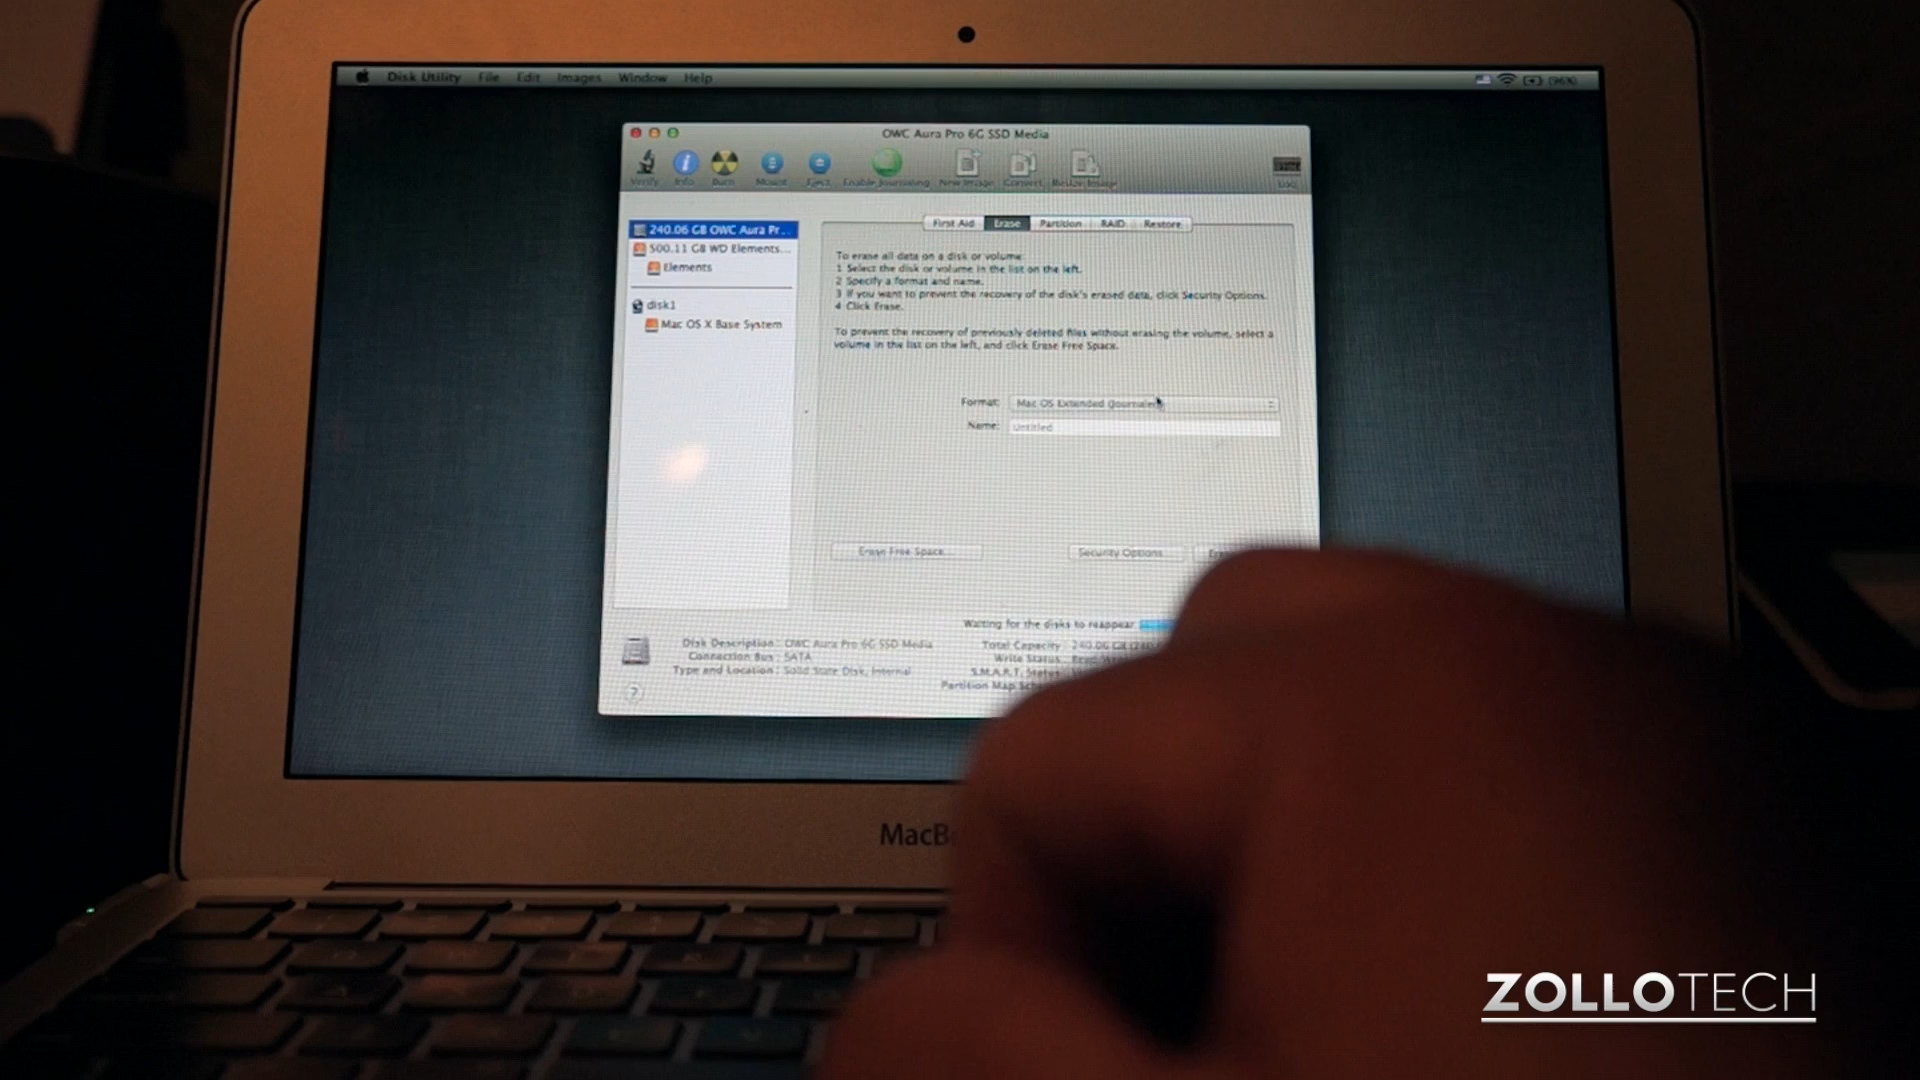 Disk Utility File Edit Images Window Help (96%)
OWC Aura Pro 6G SSD Media
Verify Info Burn Mount Eject Enable Journaling New Image Convert Resize Image Log
240.06 GB OWC Aura Pr...
500.11 GB WD Elements...
Elements
disk1
Mac OS X Base System
First Aid Erase Partition RAID Restore
To erase all data on a disk or volume:
1 Select the disk or volume in the list on the left.
2 Specify a format and name.
3 If you want to prevent the recovery of the disk's erased data, click Security Options.
4 Click Erase.
To prevent the recovery of previously deleted files without erasing the volume, select a
volume in the list on the left, and click Erase Free Space.
Format: Mac OS Extended (Journaled)
Name: Untitled
Erase Free Space... Security Options...
Waiting for the disks to reappear
Disk Description : OWC Aura Pro 6G SSD Media
Connection Bus : SATA
Type and Location : Solid State Disk, Internal
Total Capacity : 240.06 GB
Write Status :
S.M.A.R.T. Status
Partition Map
?
MacB
ZOLLOTECH